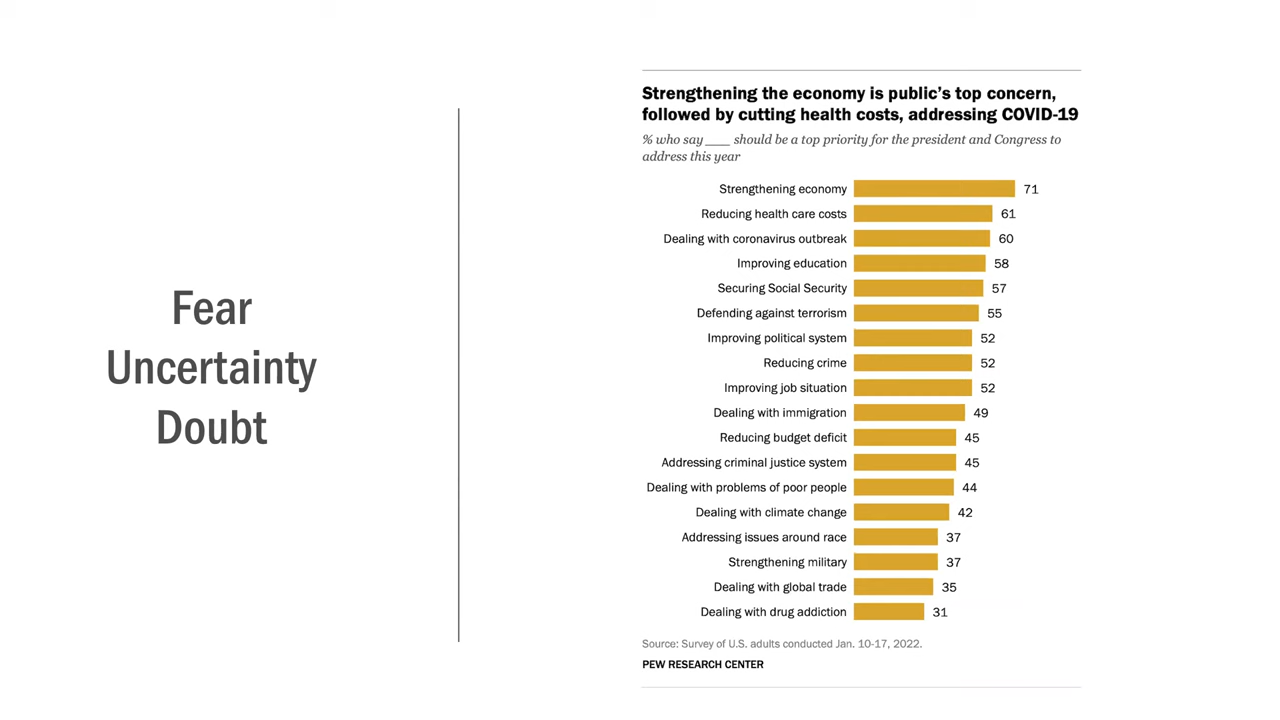 Fear
Uncertainty
Doubt
Strengthening the economy is public's top concern,
followed by cutting health costs, addressing COVID-19
% who say ___ should be a top priority for the president and Congress to
address this year
Strengthening economy 71
Reducing health care costs 61
Dealing with coronavirus outbreak 60
Improving education 58
Securing Social Security 57
Defending against terrorism 55
Improving political system 52
Reducing crime 52
Improving job situation 52
Dealing with immigration 49
Reducing budget deficit 45
Addressing criminal justice system 45
Dealing with problems of poor people 44
Dealing with climate change 42
Addressing issues around race 37
Strengthening military 37
Dealing with global trade 35
Dealing with drug addiction 31
Source: Survey of U.S. adults conducted Jan. 10-17, 2022.
PEW RESEARCH CENTER